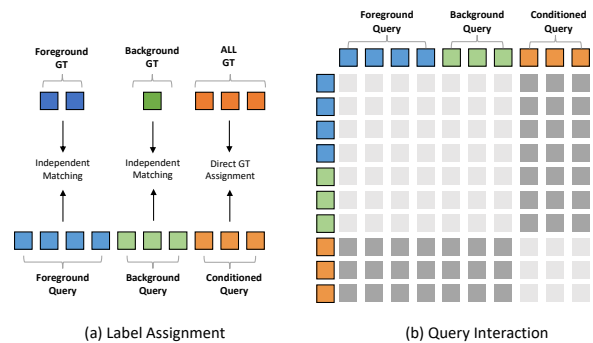 Foreground
GT
Background
GT
ALL
GT
Independent
Matching
Independent
Matching
Direct GT
Assignment
Foreground
Query
Background
Query
Conditioned
Query
(a) Label Assignment
Foreground
Query
Background
Query
Conditioned
Query
(b) Query Interaction